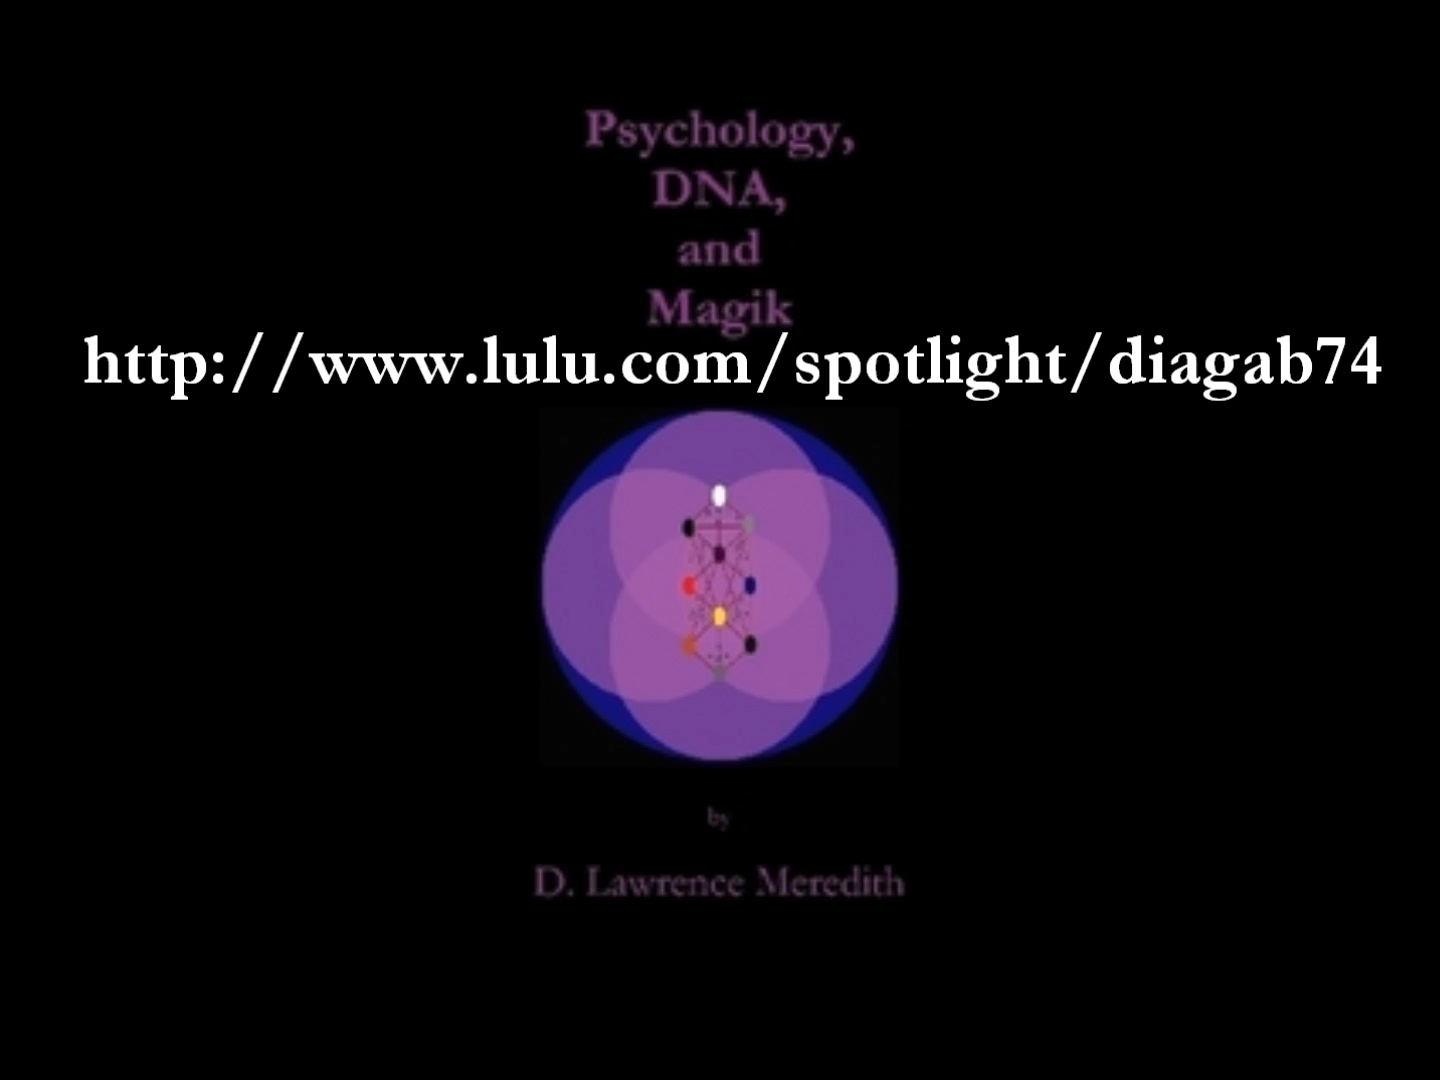 Psychology,
DNA,
and
Magik
http://www.lulu.com/spotlight/diagab74
by
D. Lawrence Meredith